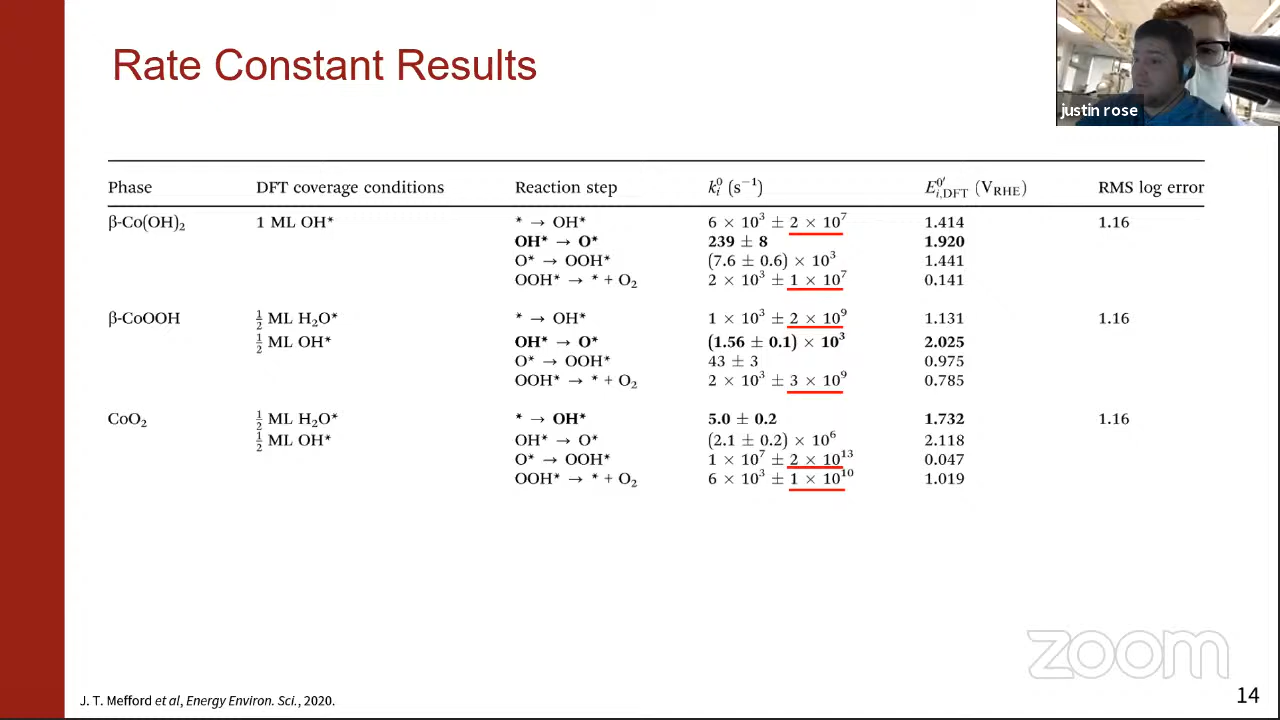 Rate Constant Results
justin rose
Phase DFT coverage conditions Reaction step k⁰ᵢ (s⁻¹) E⁰′ᵢ,DFT (V_RHE) RMS log error
β-Co(OH)₂ 1 ML OH* * → OH* 6 × 10³ ± 2 × 10⁷ 1.414 1.16
OH* → O* 239 ± 8 1.920
O* → OOH* (7.6 ± 0.6) × 10³ 1.441
OOH* → * + O₂ 2 × 10³ ± 1 × 10⁷ 0.141
β-CoOOH ½ ML H₂O* * → OH* 1 × 10³ ± 2 × 10⁹ 1.131 1.16
½ ML OH* OH* → O* (1.56 ± 0.1) × 10³ 2.025
O* → OOH* 43 ± 3 0.975
OOH* → * + O₂ 2 × 10³ ± 3 × 10⁹ 0.785
CoO₂ ½ ML H₂O* * → OH* 5.0 ± 0.2 1.732 1.16
½ ML OH* OH* → O* (2.1 ± 0.2) × 10⁶ 2.118
O* → OOH* 1 × 10⁷ ± 2 × 10¹³ 0.047
OOH* → * + O₂ 6 × 10³ ± 1 × 10¹⁰ 1.019
zoom
J. T. Mefford et al, Energy Environ. Sci., 2020.
14